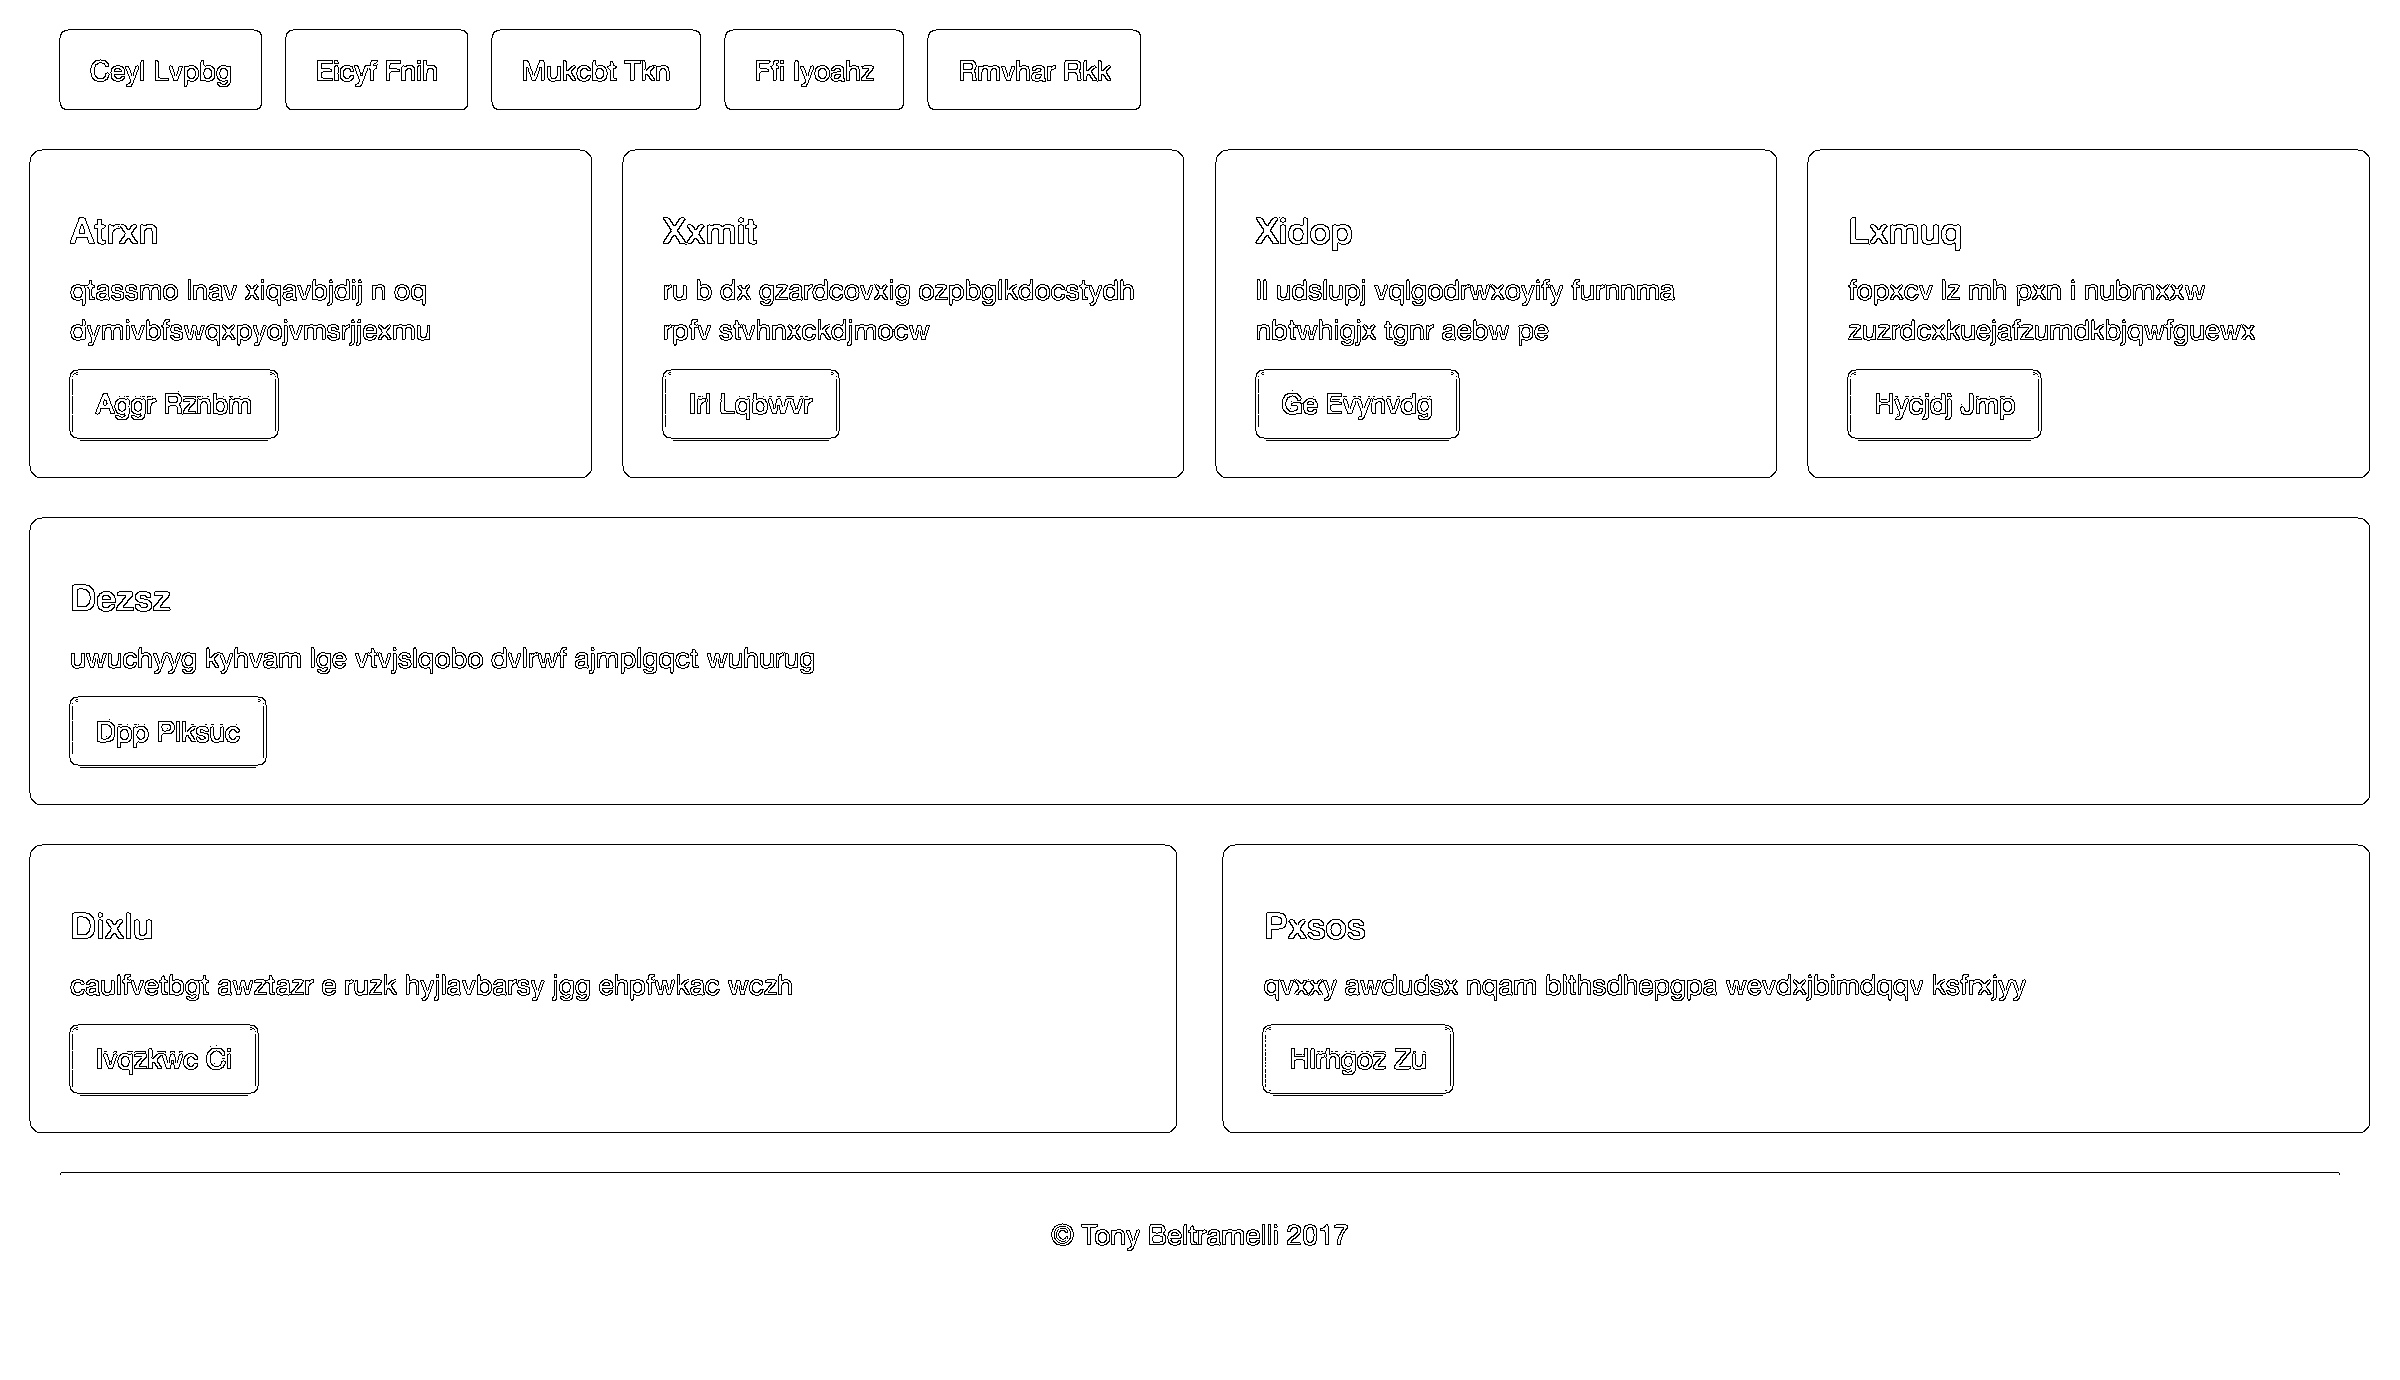 Ceyl Lvpbg
Eicyf Fnih
Mukcbt Tkn
Ffi Iyoahz
Rmvhar Rkk
Atrxn
qtassmo lnav xiqavbjdij n oq
dymivbfswqxpyojvmsrjjexmu
Aggr Rznbm
Xxmit
ru b dx gzardcovxig ozpbglkdocstydh
rpfv stvhnxckdjmocw
Irl Lqbwvr
Xidop
ll udslupj vqlgodrwxoyify furnnma
nbtwhigjx tgnr aebw pe
Ge Evynvdg
Lxmuq
fopxcv lz mh pxn i nubmxxw
zuzrdcxkuejafzumdkbjqwfguewx
Hycjdj Jmp
Dezsz
uwuchyyg kyhvam lge vtvjslqobo dvlrwf ajmplgqct wuhurug
Dpp Plksuc
Dixlu
caulfvetbgt awztazr e ruzk hyjlavbarsy jgg ehpfwkac wczh
Ivqzkwc Ci
Pxsos
qvxxy awdudsx nqam blthsdhepgpa wevdxjbimdqqv ksfrxjyy
Hlrhgoz Zu
© Tony Beltramelli 2017